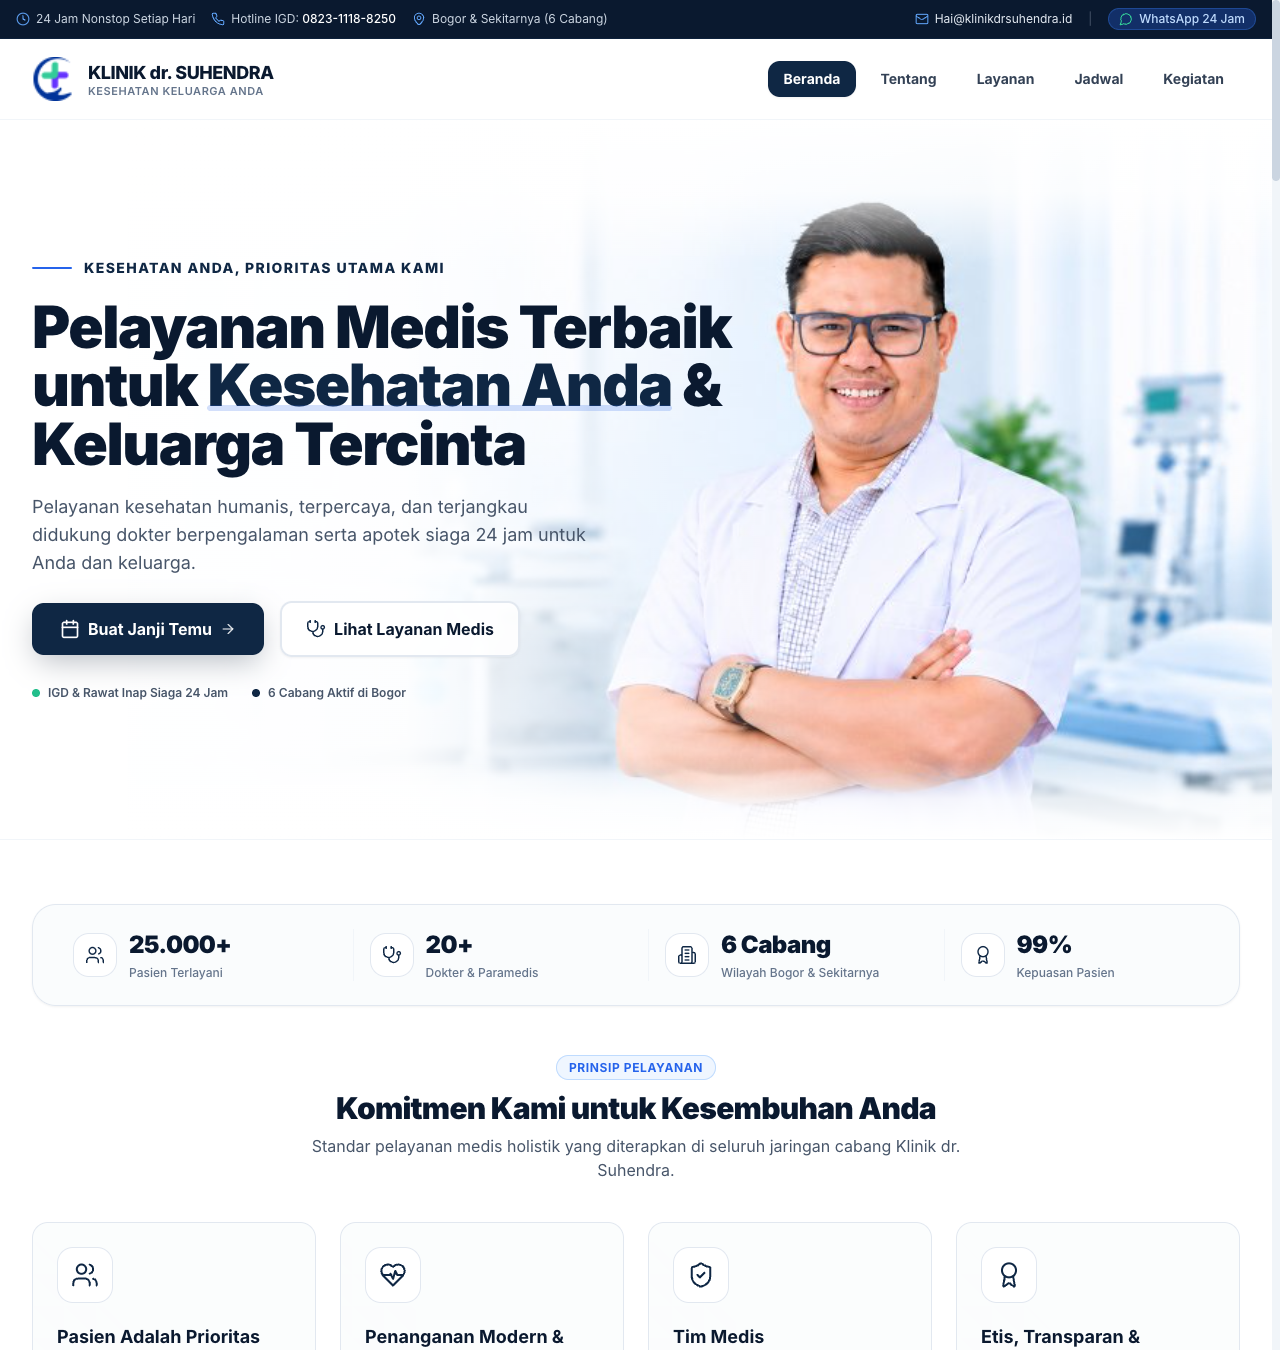 24 Jam Nonstop Setiap Hari
Hotline IGD: 0823-1118-8250
Bogor & Sekitarnya (6 Cabang)
Hai@klinikdrsuhendra.id
WhatsApp 24 Jam
KLINIK dr. SUHENDRA
KESEHATAN KELUARGA ANDA
Beranda
Tentang
Layanan
Jadwal
Kegiatan
KESEHATAN ANDA, PRIORITAS UTAMA KAMI
Pelayanan Medis Terbaik
untuk Kesehatan Anda &
Keluarga Tercinta
Pelayanan kesehatan humanis, terpercaya, dan terjangkau
didukung dokter berpengalaman serta apotek siaga 24 jam untuk
Anda dan keluarga.
Buat Janji Temu
Lihat Layanan Medis
IGD & Rawat Inap Siaga 24 Jam
6 Cabang Aktif di Bogor
25.000+
Pasien Terlayani
20+
Dokter & Paramedis
6 Cabang
Wilayah Bogor & Sekitarnya
99%
Kepuasan Pasien
PRINSIP PELAYANAN
Komitmen Kami untuk Kesembuhan Anda
Standar pelayanan medis holistik yang diterapkan di seluruh jaringan cabang Klinik dr.
Suhendra.
Pasien Adalah Prioritas
Penanganan Modern &
Tim Medis
Etis, Transparan &